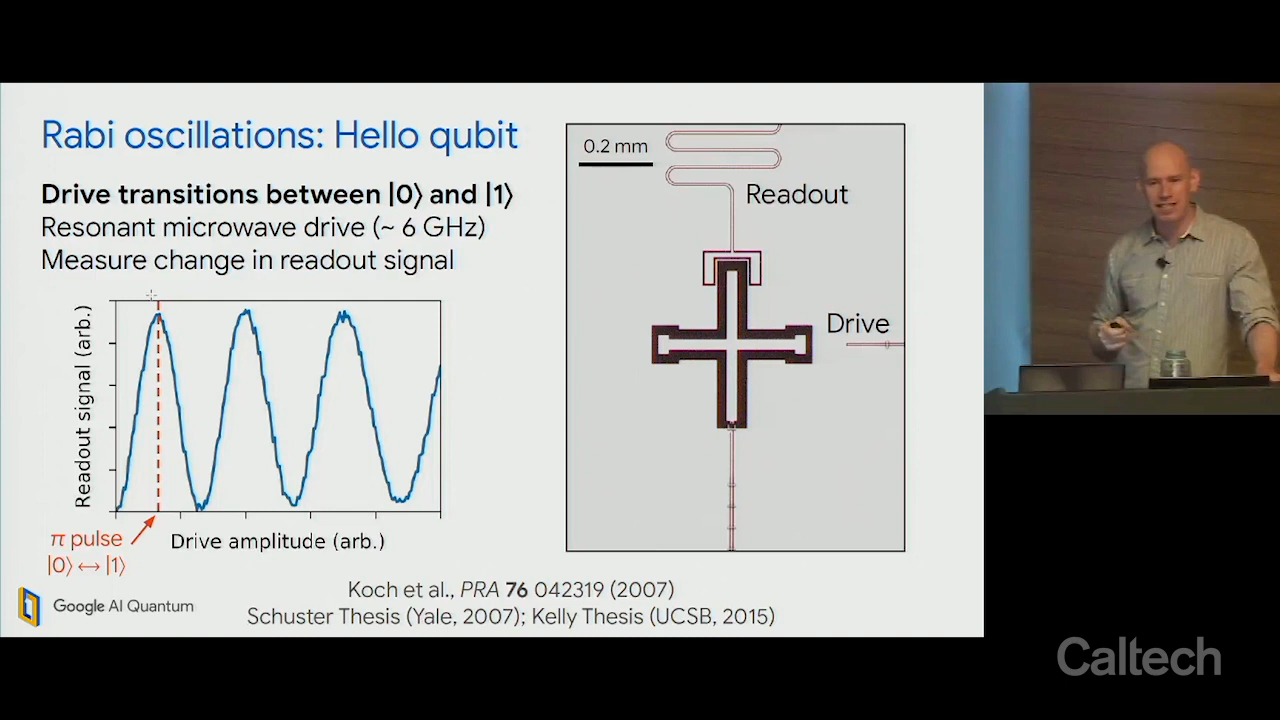 Rabi oscillations: Hello qubit
Drive transitions between |0⟩ and |1⟩
Resonant microwave drive (~ 6 GHz)
Measure change in readout signal
Readout signal (arb.)
Drive amplitude (arb.)
π pulse
|0⟩ ↔ |1⟩
0.2 mm
Readout
Drive
Koch et al., PRA 76 042319 (2007)
Schuster Thesis (Yale, 2007); Kelly Thesis (UCSB, 2015)
Google AI Quantum
Caltech